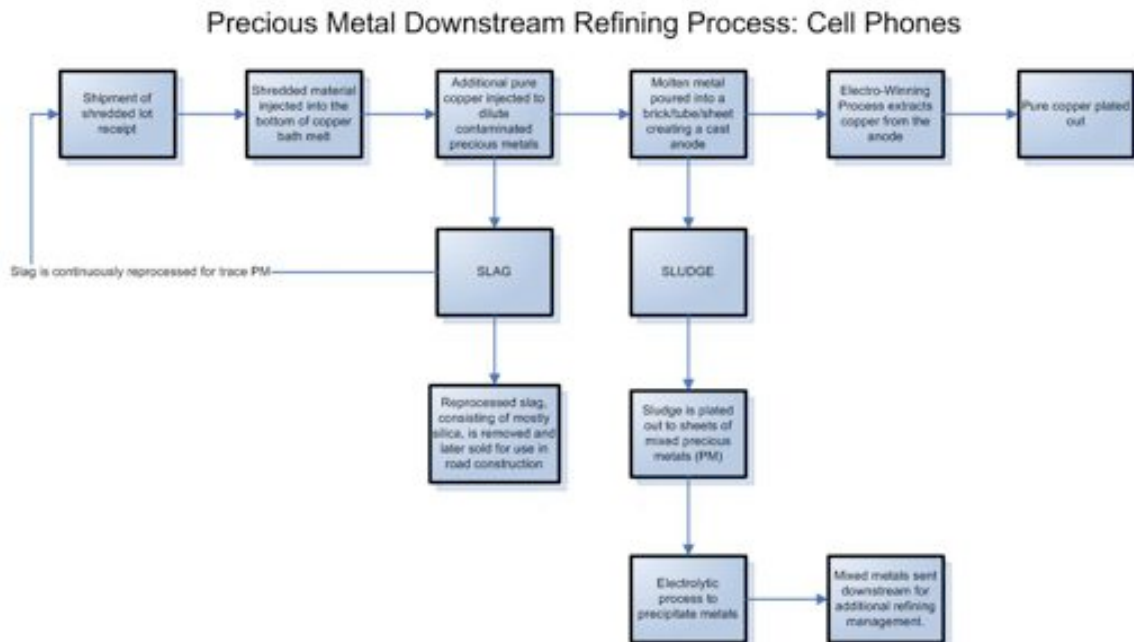 Precious Metal Downstream Refining Process: Cell Phones
Shipment of
shredded lot
receipt
Shredded material
injected into the
bottom of copper
bath melt
Additional pure
copper injected to
dilute
contaminated
precious metals
Molten metal
poured into a
brick/tube/sheet
creating a cast
anode
Electro-Winning
Process extracts
copper from the
anode
Pure copper plated
out
Slag is continuously reprocessed for trace PM
SLAG
SLUDGE
Reprocessed slag,
consisting of mostly
silica, is removed and
later sold for use in
road construction
Sludge is plated
out to sheets of
mixed precious
metals (PM)
Electrolytic
process to
precipitate metals
Mixed metals sent
downstream for
additional refining
management.